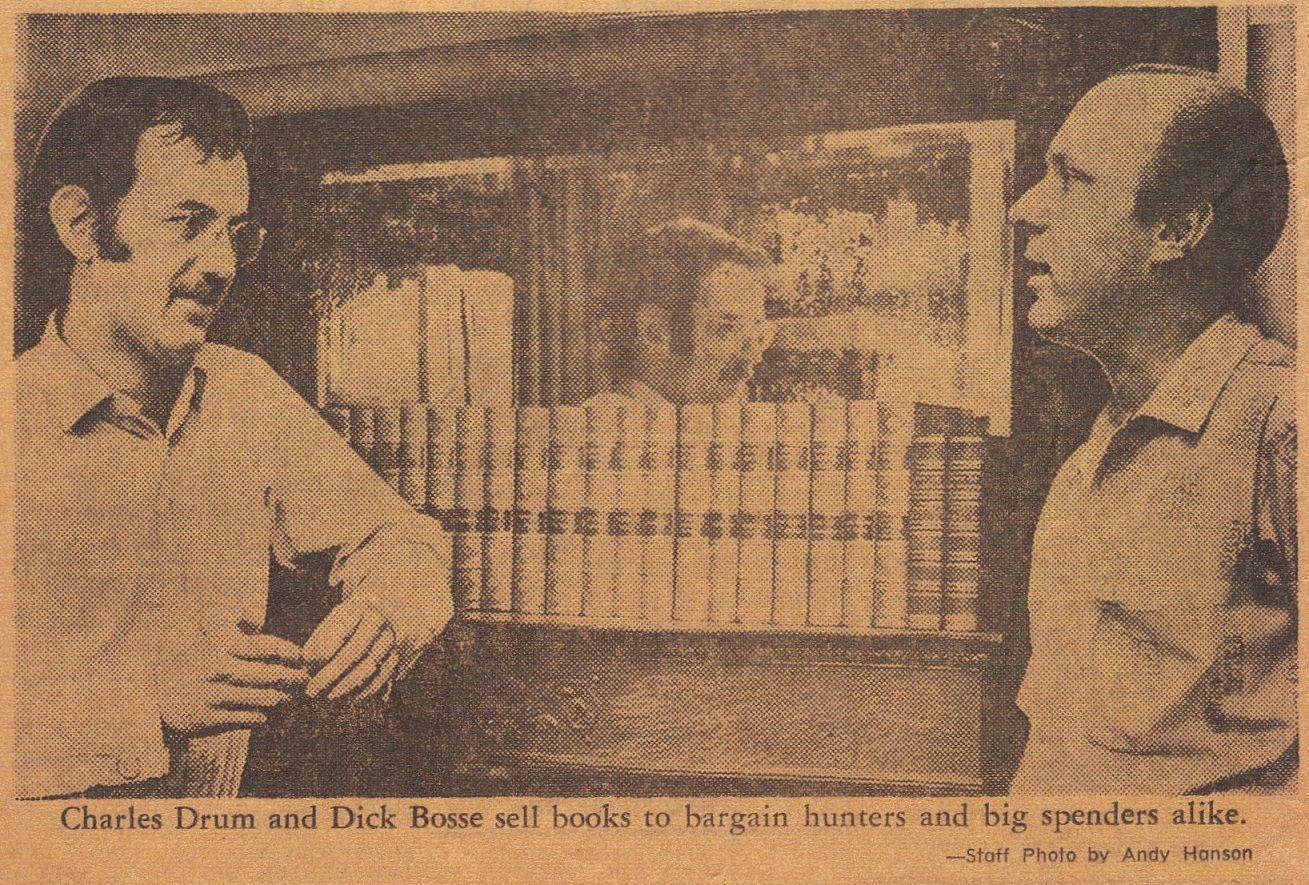 Charles Drum and Dick Bosse sell books to bargain hunters and big spenders alike.
—Staff Photo by Andy Hanson